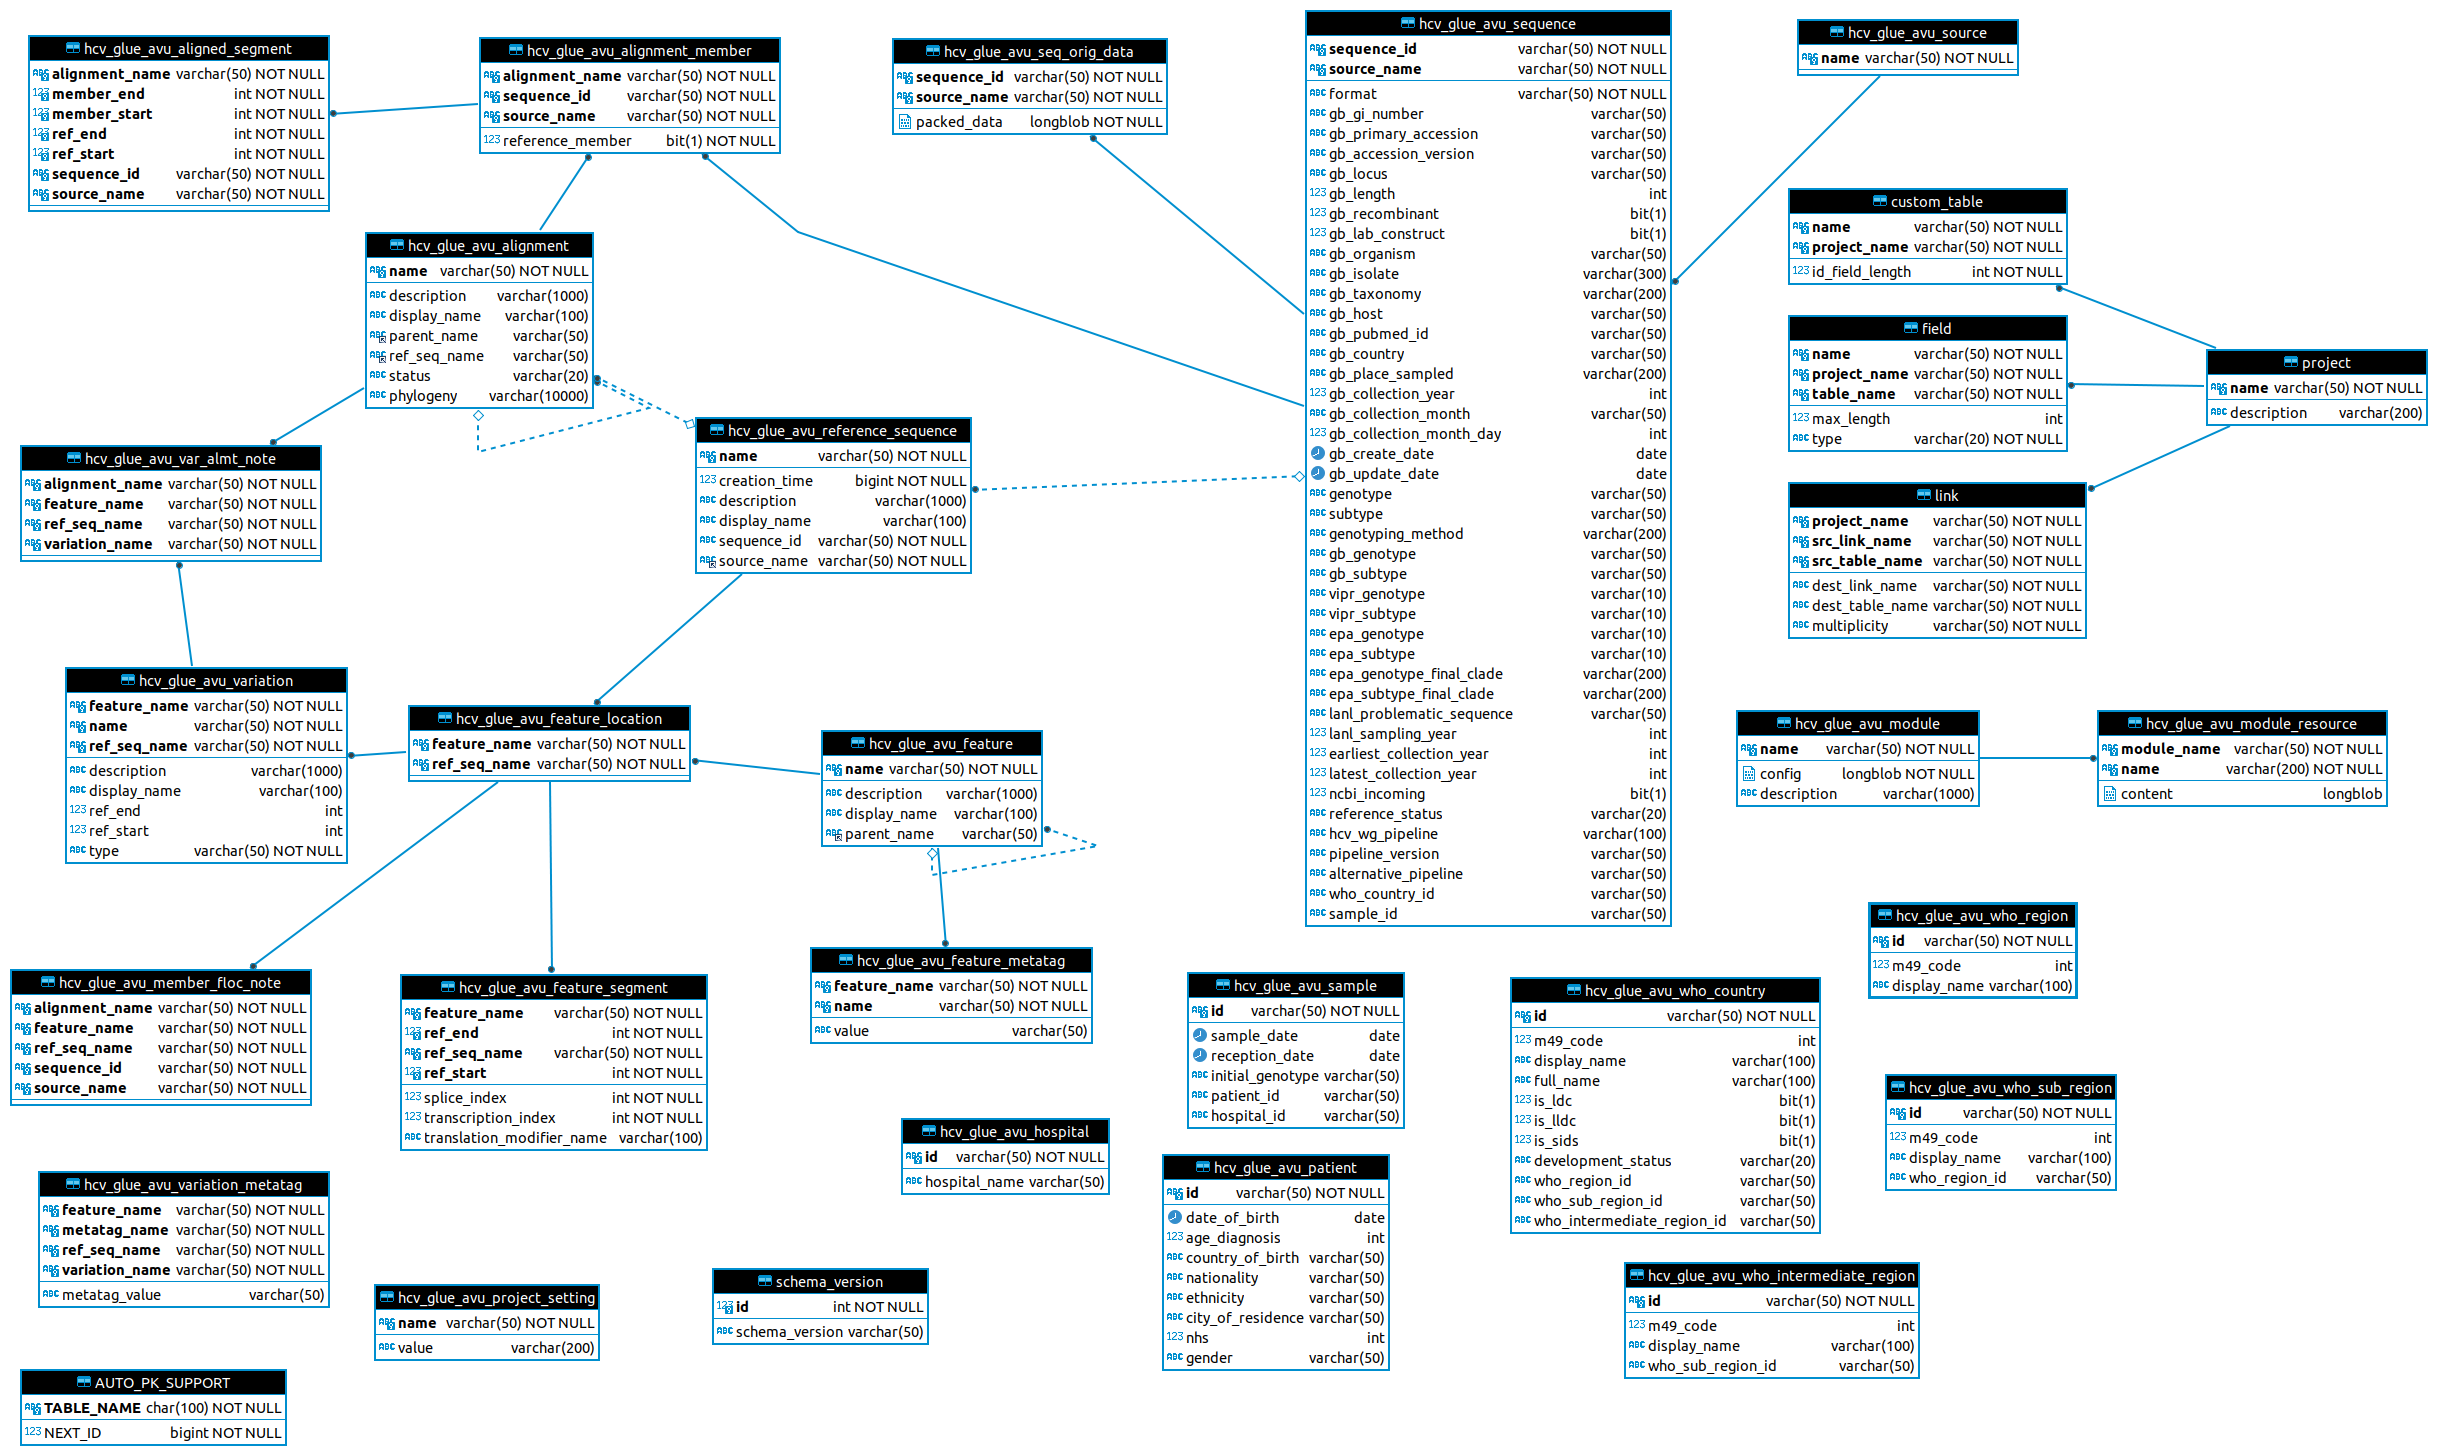 hcv_glue_avu_aligned_segment
alignment_name varchar(50) NOT NULL
member_end int NOT NULL
member_start int NOT NULL
ref_end int NOT NULL
ref_start int NOT NULL
sequence_id varchar(50) NOT NULL
source_name varchar(50) NOT NULL
hcv_glue_avu_alignment_member
alignment_name varchar(50) NOT NULL
sequence_id varchar(50) NOT NULL
source_name varchar(50) NOT NULL
reference_member bit(1) NOT NULL
hcv_glue_avu_seq_orig_data
sequence_id varchar(50) NOT NULL
source_name varchar(50) NOT NULL
packed_data longblob NOT NULL
hcv_glue_avu_sequence
sequence_id varchar(50) NOT NULL
source_name varchar(50) NOT NULL
format varchar(50) NOT NULL
gb_gi_number varchar(50)
gb_primary_accession varchar(50)
gb_accession_version varchar(50)
gb_locus varchar(50)
gb_length int
gb_recombinant bit(1)
gb_lab_construct bit(1)
gb_organism varchar(50)
gb_isolate varchar(300)
gb_taxonomy varchar(200)
gb_host varchar(50)
gb_pubmed_id varchar(50)
gb_country varchar(50)
gb_place_sampled varchar(200)
gb_collection_year int
gb_collection_month varchar(50)
gb_collection_month_day int
gb_create_date date
gb_update_date date
genotype varchar(50)
subtype varchar(50)
genotyping_method varchar(200)
gb_genotype varchar(50)
gb_subtype varchar(50)
vipr_genotype varchar(10)
vipr_subtype varchar(10)
epa_genotype varchar(10)
epa_subtype varchar(10)
epa_genotype_final_clade varchar(200)
epa_subtype_final_clade varchar(200)
lanl_problematic_sequence varchar(50)
lanl_sampling_year int
earliest_collection_year int
latest_collection_year int
ncbi_incoming bit(1)
reference_status varchar(20)
hcv_wg_pipeline varchar(100)
pipeline_version varchar(50)
alternative_pipeline varchar(50)
who_country_id varchar(50)
sample_id varchar(50)
hcv_glue_avu_source
name varchar(50) NOT NULL
custom_table
name varchar(50) NOT NULL
project_name varchar(50) NOT NULL
id_field_length int NOT NULL
hcv_glue_avu_alignment
name varchar(50) NOT NULL
description varchar(1000)
display_name varchar(100)
parent_name varchar(50)
ref_seq_name varchar(50)
status varchar(20)
phylogeny varchar(10000)
field
name varchar(50) NOT NULL
project_name varchar(50) NOT NULL
table_name varchar(50) NOT NULL
max_length int
type varchar(20) NOT NULL
project
name varchar(50) NOT NULL
description varchar(200)
hcv_glue_avu_reference_sequence
name varchar(50) NOT NULL
creation_time bigint NOT NULL
description varchar(1000)
display_name varchar(100)
sequence_id varchar(50) NOT NULL
source_name varchar(50) NOT NULL
hcv_glue_avu_var_almt_note
alignment_name varchar(50) NOT NULL
feature_name varchar(50) NOT NULL
ref_seq_name varchar(50) NOT NULL
variation_name varchar(50) NOT NULL
link
project_name varchar(50) NOT NULL
src_link_name varchar(50) NOT NULL
src_table_name varchar(50) NOT NULL
dest_link_name varchar(50) NOT NULL
dest_table_name varchar(50) NOT NULL
multiplicity varchar(50) NOT NULL
hcv_glue_avu_variation
feature_name varchar(50) NOT NULL
name varchar(50) NOT NULL
ref_seq_name varchar(50) NOT NULL
description varchar(1000)
display_name varchar(100)
ref_end int
ref_start int
type varchar(50) NOT NULL
hcv_glue_avu_feature_location
feature_name varchar(50) NOT NULL
ref_seq_name varchar(50) NOT NULL
hcv_glue_avu_feature
name varchar(50) NOT NULL
description varchar(1000)
display_name varchar(100)
parent_name varchar(50)
hcv_glue_avu_module
name varchar(50) NOT NULL
config longblob NOT NULL
description varchar(1000)
hcv_glue_avu_module_resource
module_name varchar(50) NOT NULL
name varchar(200) NOT NULL
content longblob
hcv_glue_avu_who_region
id varchar(50) NOT NULL
m49_code int
display_name varchar(100)
hcv_glue_avu_member_floc_note
alignment_name varchar(50) NOT NULL
feature_name varchar(50) NOT NULL
ref_seq_name varchar(50) NOT NULL
sequence_id varchar(50) NOT NULL
source_name varchar(50) NOT NULL
hcv_glue_avu_feature_segment
feature_name varchar(50) NOT NULL
ref_end int NOT NULL
ref_seq_name varchar(50) NOT NULL
ref_start int NOT NULL
splice_index int NOT NULL
transcription_index int NOT NULL
translation_modifier_name varchar(100)
hcv_glue_avu_feature_metatag
feature_name varchar(50) NOT NULL
name varchar(50) NOT NULL
value varchar(50)
hcv_glue_avu_sample
id varchar(50) NOT NULL
sample_date date
reception_date date
initial_genotype varchar(50)
patient_id varchar(50)
hospital_id varchar(50)
hcv_glue_avu_who_country
id varchar(50) NOT NULL
m49_code int
display_name varchar(100)
full_name varchar(100)
is_ldc bit(1)
is_lldc bit(1)
is_sids bit(1)
development_status varchar(20)
who_region_id varchar(50)
who_sub_region_id varchar(50)
who_intermediate_region_id varchar(50)
hcv_glue_avu_who_sub_region
id varchar(50) NOT NULL
m49_code int
display_name varchar(100)
who_region_id varchar(50)
hcv_glue_avu_hospital
id varchar(50) NOT NULL
hospital_name varchar(50)
hcv_glue_avu_patient
id varchar(50) NOT NULL
date_of_birth date
age_diagnosis int
country_of_birth varchar(50)
nationality varchar(50)
ethnicity varchar(50)
city_of_residence varchar(50)
nhs int
gender varchar(50)
hcv_glue_avu_variation_metatag
feature_name varchar(50) NOT NULL
metatag_name varchar(50) NOT NULL
ref_seq_name varchar(50) NOT NULL
variation_name varchar(50) NOT NULL
metatag_value varchar(50)
hcv_glue_avu_project_setting
name varchar(50) NOT NULL
value varchar(200)
schema_version
id int NOT NULL
schema_version varchar(50)
hcv_glue_avu_who_intermediate_region
id varchar(50) NOT NULL
m49_code int
display_name varchar(100)
who_sub_region_id varchar(50)
AUTO_PK_SUPPORT
TABLE_NAME char(100) NOT NULL
NEXT_ID bigint NOT NULL